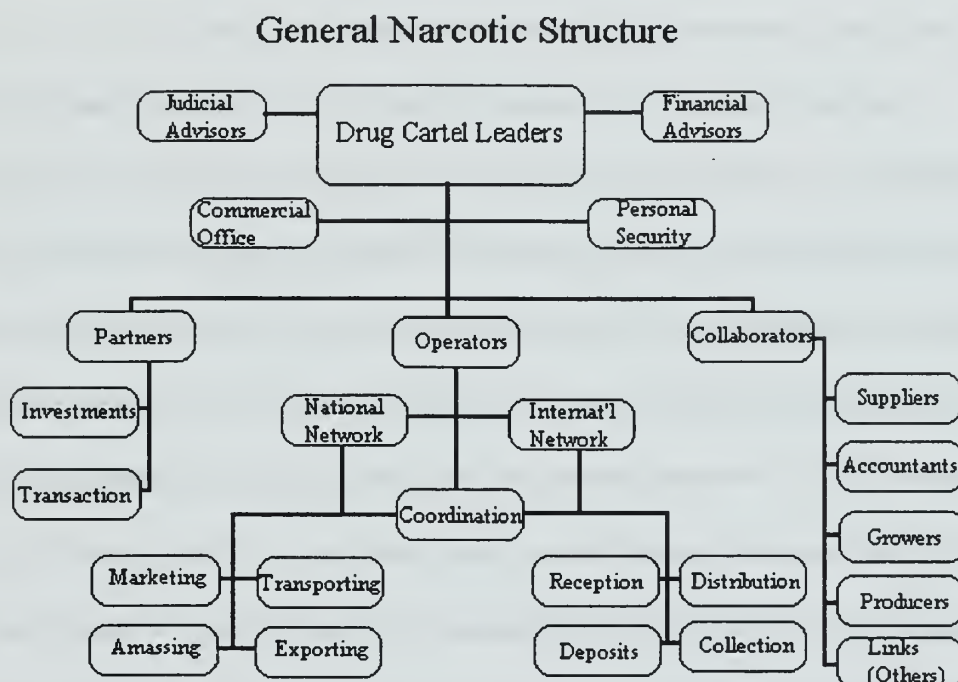 General Narcotic Structure
Judicial
Advisors
Drug Cartel Leaders
Financial
Advisors
Commercial
Office
Personal
Security
Partners
Operators
Collaborators
Investments
Transaction
National
Network
Internat'l
Network
Coordination
Suppliers
Accountants
Growers
Producers
Links
(Others)
Marketing
Transporting
Amassing
Exporting
Reception
Distribution
Deposits
Collection